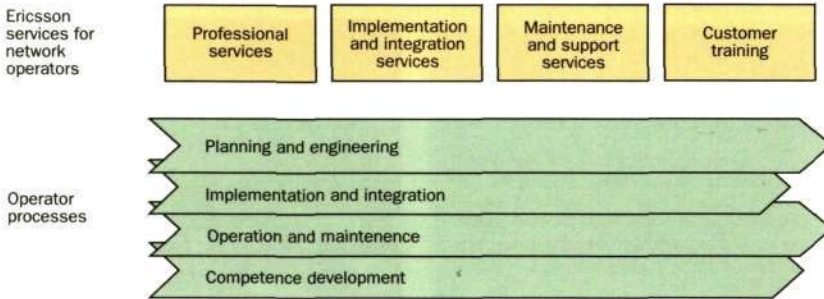 Ericsson
services for
network
operators
Professional
services
Implementation
and integration
services
Maintenance
and support
services
Customer
training
Operator
processes
Planning and engineering
Implementation and integration
Operation and maintenence
Competence development